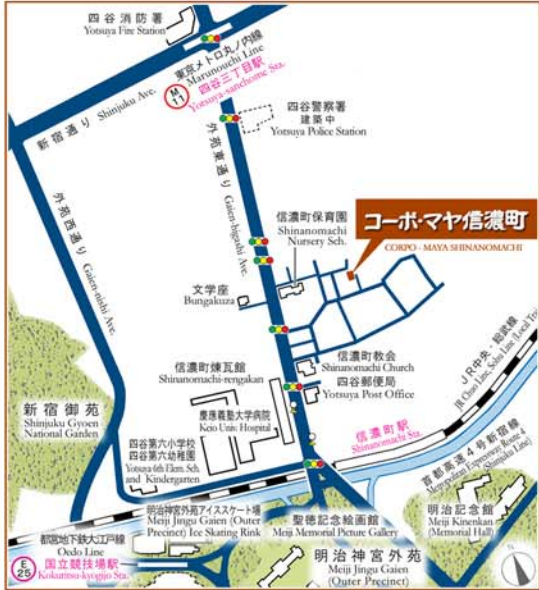 四谷消防署
Yotsuya Fire Station
東京メトロ丸ノ内線
Marunouchi Line
M
11
四谷三丁目駅
Yotsuya-sanchome Sta.
新宿通り Shinjuku Ave.
四谷警察署
建築中
Yotsuya Police Station
外苑東通り
Gaien-higashi Ave.
外苑西通り
Gaien-nishi Ave.
信濃町保育園
Shinanomachi
Nursery Sch.
コーポ・マヤ信濃町
CORPO - MAYA SHINANOMACHI
文学座
Bungakuza
信濃町煉瓦館
Shinanomachi-rengakan
信濃町教会
Shinanomachi Church
四谷郵便局
Yotsuya Post Office
JR中央・総武線
JR Chuo Line, Sobu Line (Local
新宿御苑
Shinjuku Gyoen
National Garden
慶應義塾大学病院
Keio Univ. Hospital
信濃町駅
Shinanomachi Sta.
四谷第六小学校
四谷第六幼稚園
Yotsuya 6th Elem. Sch.
and Kindergarten
首都高速4号新宿線
Metropolitan Expressway Route 4
(Shinjuku Line)
明治神宮外苑アイススケート場
Meiji Jingu Gaien (Outer
Precinct) Ice Skating Rink
聖徳記念絵画館
Meiji Memorial Picture Gallery
明治記念館
Meiji Kinenkan
(Memorial Hall)
都営地下鉄大江戸線
Oedo Line
E
25
国立競技場駅
Kokuritsu-kyogijo Sta.
明治神宮外苑
Meiji Jingu Gaien
(Outer Precinct)
N